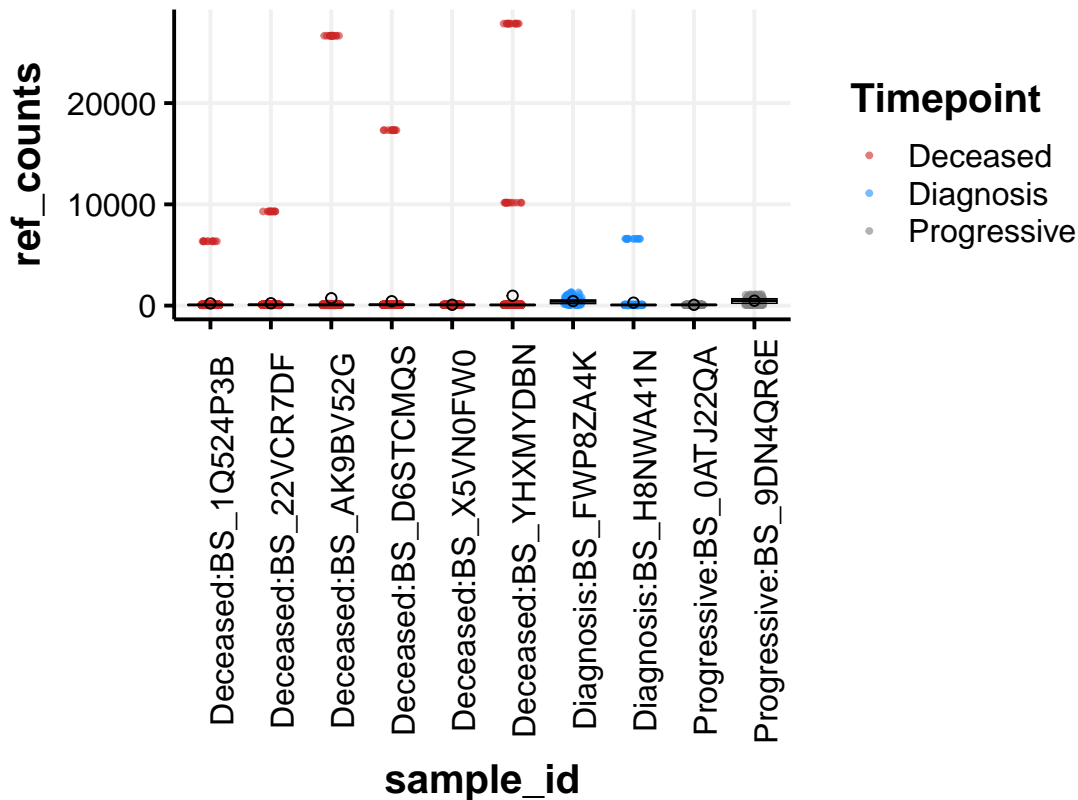 ref_counts
20000
10000
0
Deceased:BS_1Q524P3B
Deceased:BS_22VCR7DF
Deceased:BS_AK9BV52G
Deceased:BS_D6STCMQS
Deceased:BS_X5VN0FW0
Deceased:BS_YHXMYDBN
Diagnosis:BS_FWP8ZA4K
Diagnosis:BS_H8NWA41N
Progressive:BS_0ATJ22QA
Progressive:BS_9DN4QR6E
sample_id
Timepoint
Deceased
Diagnosis
Progressive